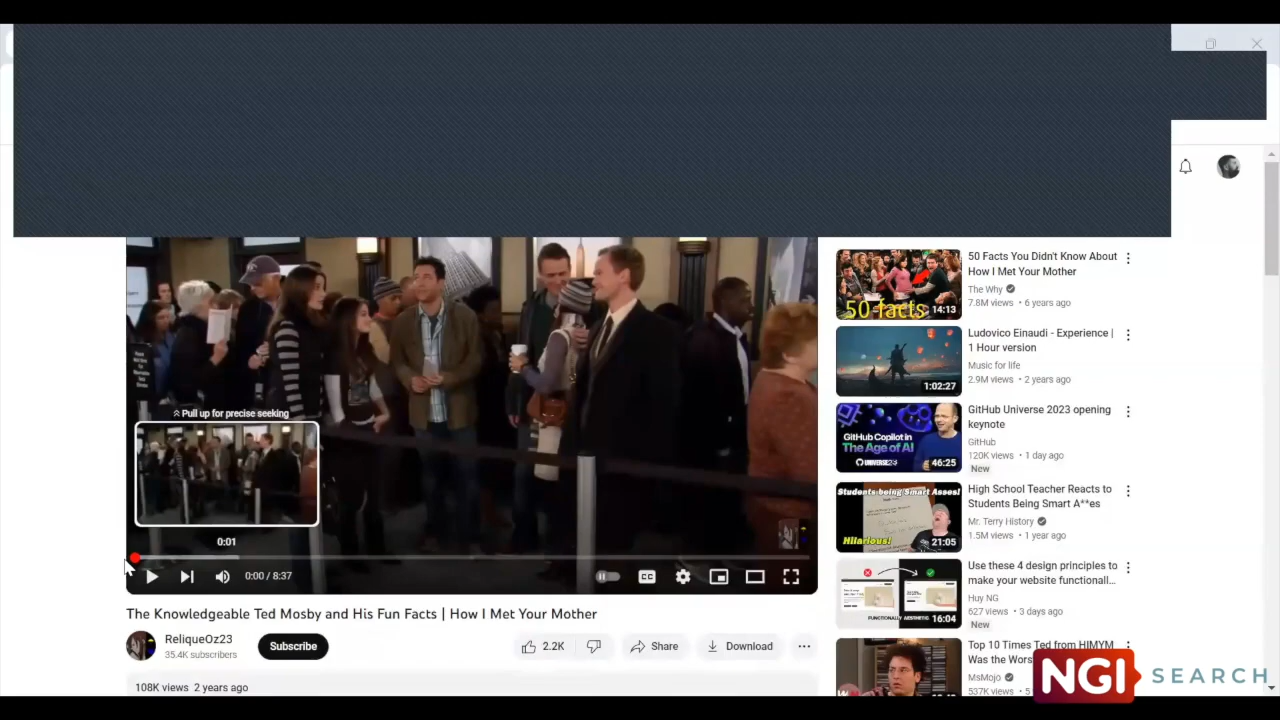 Pull up for precise seeking
0:01
0:00 / 8:37
CC
The Knowledgeable Ted Mosby and His Fun Facts | How I Met Your Mother
ReliqueOz23
35.4K subscribers
Subscribe
2.2K
Share
Download
108K views 2 years ago
50 facts
14:13
50 Facts You Didn't Know About
How I Met Your Mother
The Why
7.8M views • 6 years ago
1:02:27
Ludovico Einaudi - Experience |
1 Hour version
Music for life
2.9M views • 2 years ago
GitHub Copilot in
The Age of AI
UNIVERSE23
46:25
GitHub Universe 2023 opening
keynote
GitHub
120K views • 1 day ago
New
Students being Smart Asses!
Hilarious!
21:05
High School Teacher Reacts to
Students Being Smart A**es
Mr. Terry History
1.5M views • 1 year ago
FUNCTIONALLY AESTHETIC
16:04
Use these 4 design principles to
make your website functionall...
Huy NG
627 views • 3 days ago
New
Top 10 Times Ted from HIMYM
Was the Wors
MsMojo
537K views • 5
NGI SEARCH